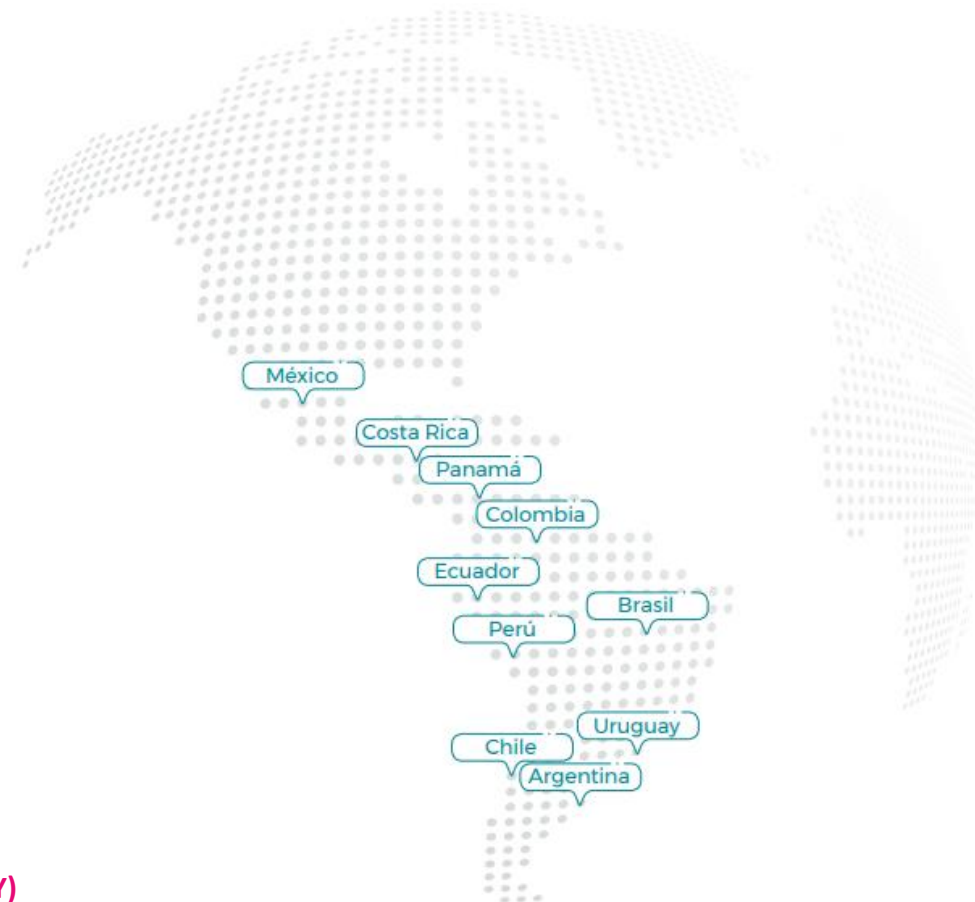 México
Costa Rica
Panamá
Colombia
Ecuador
Brasil
Perú
Uruguay
Chile
Argentina
Y)